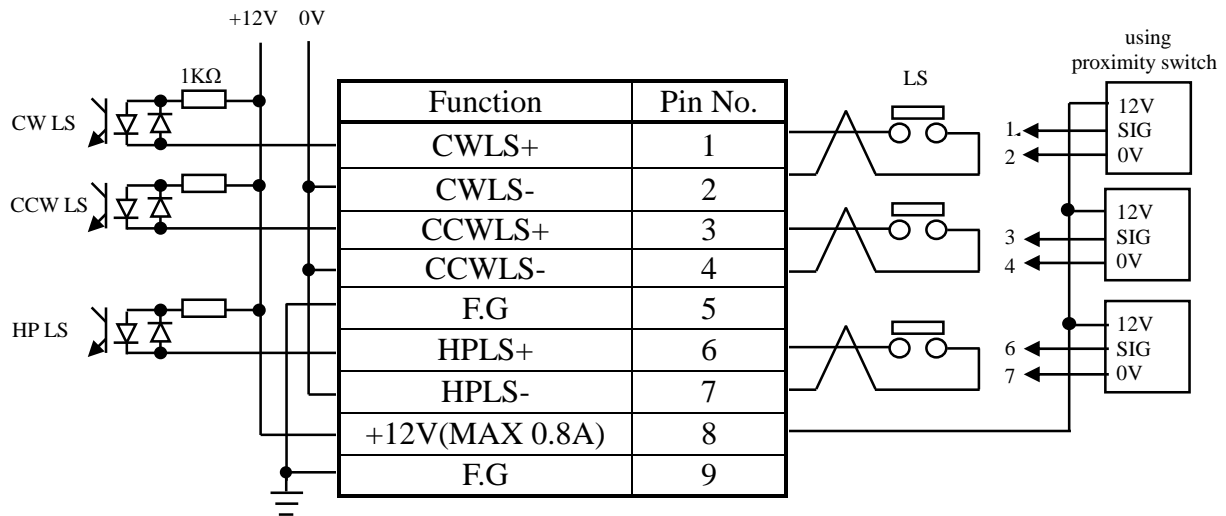 +12V 0V
1KΩ
CW LS
CCW LS
HP LS
Function Pin No.
CWLS+ 1
CWLS- 2
CCWLS+ 3
CCWLS- 4
F.G 5
HPLS+ 6
HPLS- 7
+12V(MAX 0.8A) 8
F.G 9
LS
using
proximity switch
12V
1. SIG
2 0V
12V
3 SIG
4 0V
12V
6 SIG
7 0V